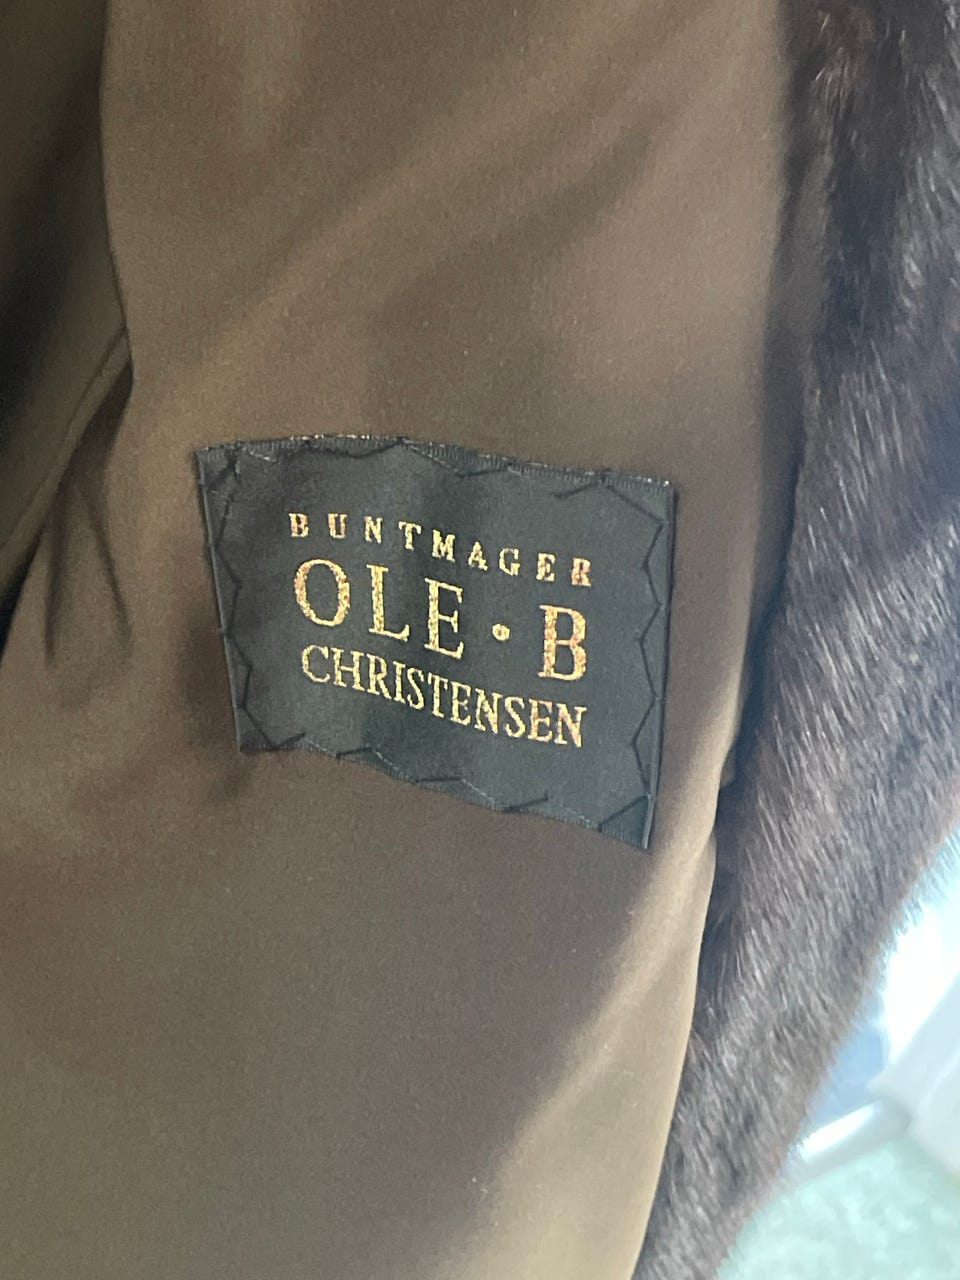 BUNTMAGER
OLE · B
CHRISTENSEN